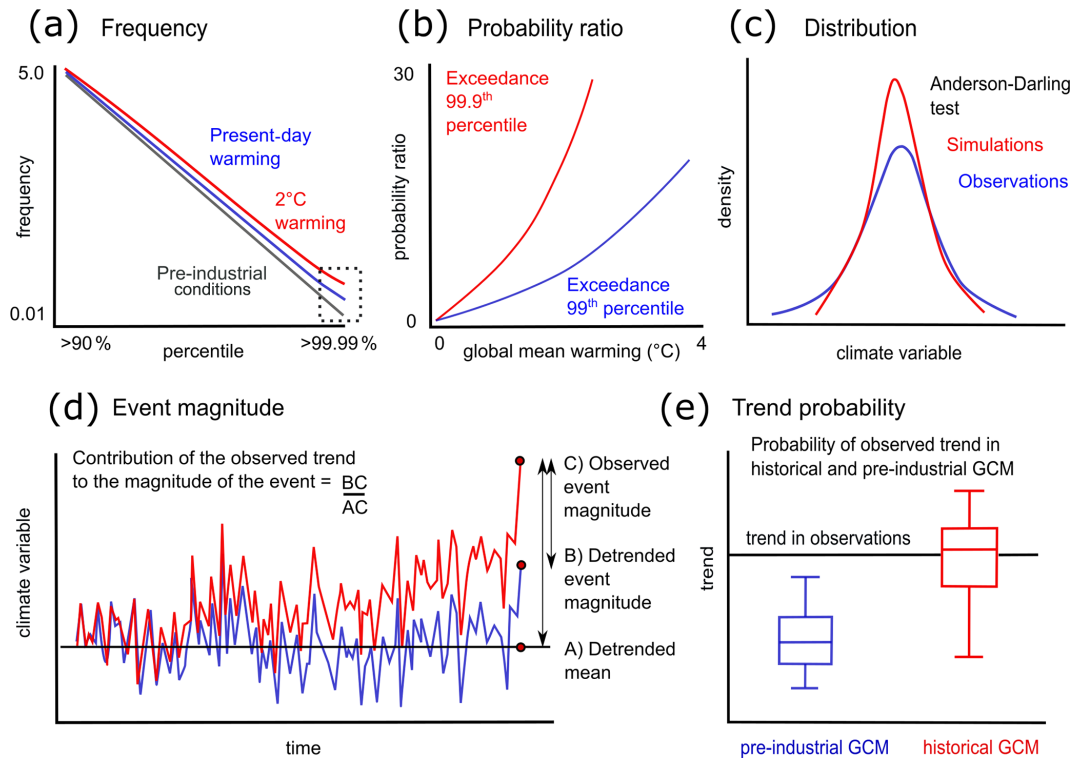 (a) Frequency
5.0
frequency
0.01
Present-day
warming
2°C
warming
Pre-industrial
conditions
>90 %
percentile
>99.99 %
(b) Probability ratio
30
probability ratio
0
Exceedance
99.9th
percentile
Exceedance
99th percentile
0
global mean warming (°C)
4
(c) Distribution
density
Anderson-Darling
test
Simulations
Observations
climate variable
(d) Event magnitude
Contribution of the observed trend
to the magnitude of the event = BC
AC
climate variable
C) Observed
event
magnitude
B) Detrended
event
magnitude
A) Detrended
mean
time
(e) Trend probability
Probability of observed trend in
historical and pre-industrial GCM
trend in observations
trend
pre-industrial GCM
historical GCM